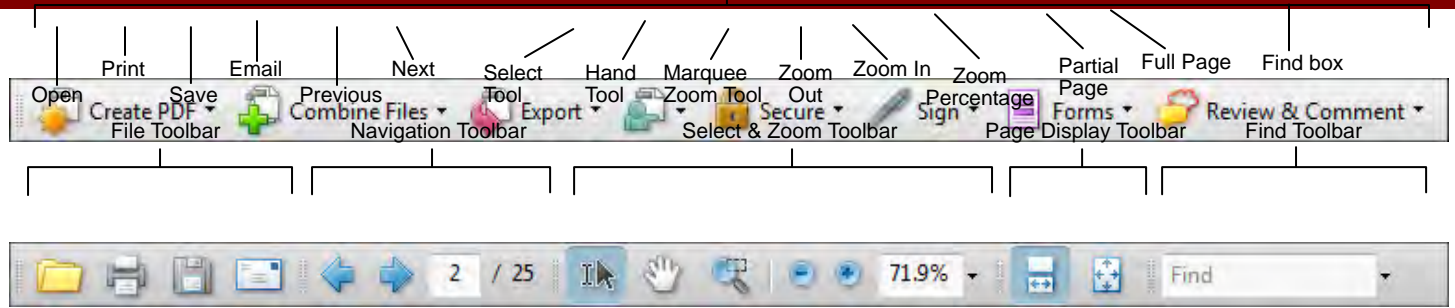 Print Email Next Select Tool Hand Tool Marquee Zoom Tool Zoom Out Zoom In Zoom Percentage Partial Page Full Page Find box
Open Save Previous
Create PDF Combine Files Export Secure Sign Forms Review & Comment
File Toolbar Navigation Toolbar Select & Zoom Toolbar Page Display Toolbar Find Toolbar
2 / 25 71.9% Find